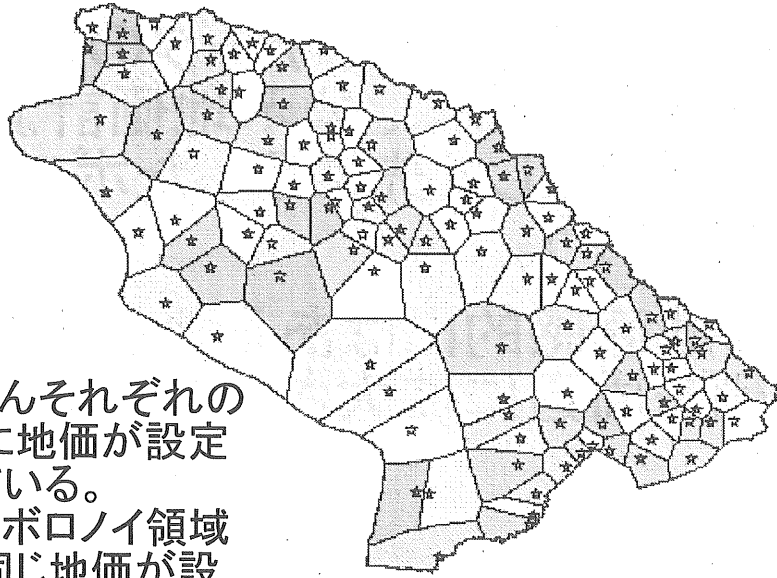 んそれぞれの
に地価が設定
ている。
ボロノイ領域
同じ地価が設